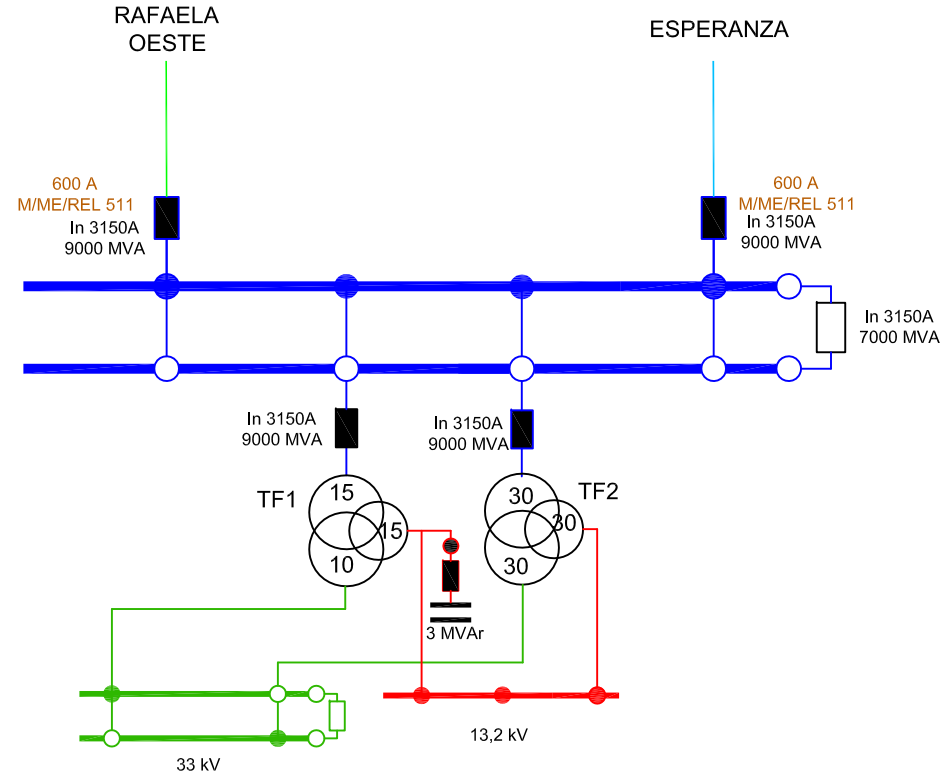 RAFAELA
OESTE
ESPERANZA
600 A
M/ME/REL 511
In 3150A
9000 MVA
600 A
M/ME/REL 511
In 3150A
9000 MVA
In 3150A
7000 MVA
In 3150A
9000 MVA
In 3150A
9000 MVA
TF1
15
15
10
30
30
30
TF2
3 MVAr
13,2 kV
33 kV